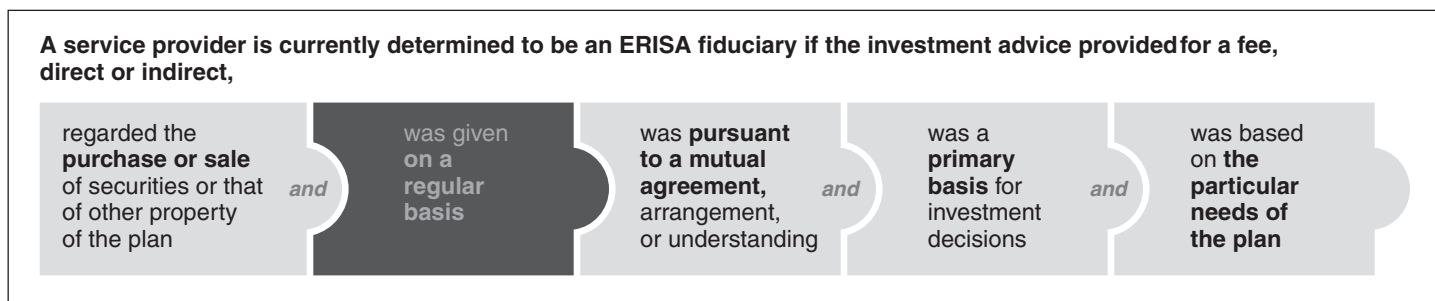 A service provider is currently determined to be an ERISA fiduciary if the investment advice provided for a fee,
direct or indirect,
regarded the
purchase or sale
of securities or that
of other property
of the plan
and
was given
on a
regular
basis
was pursuant
to a mutual
agreement,
arrangement,
or understanding
and
was a
primary
basis for
investment
decisions
and
was based
on the
particular
needs of
the plan